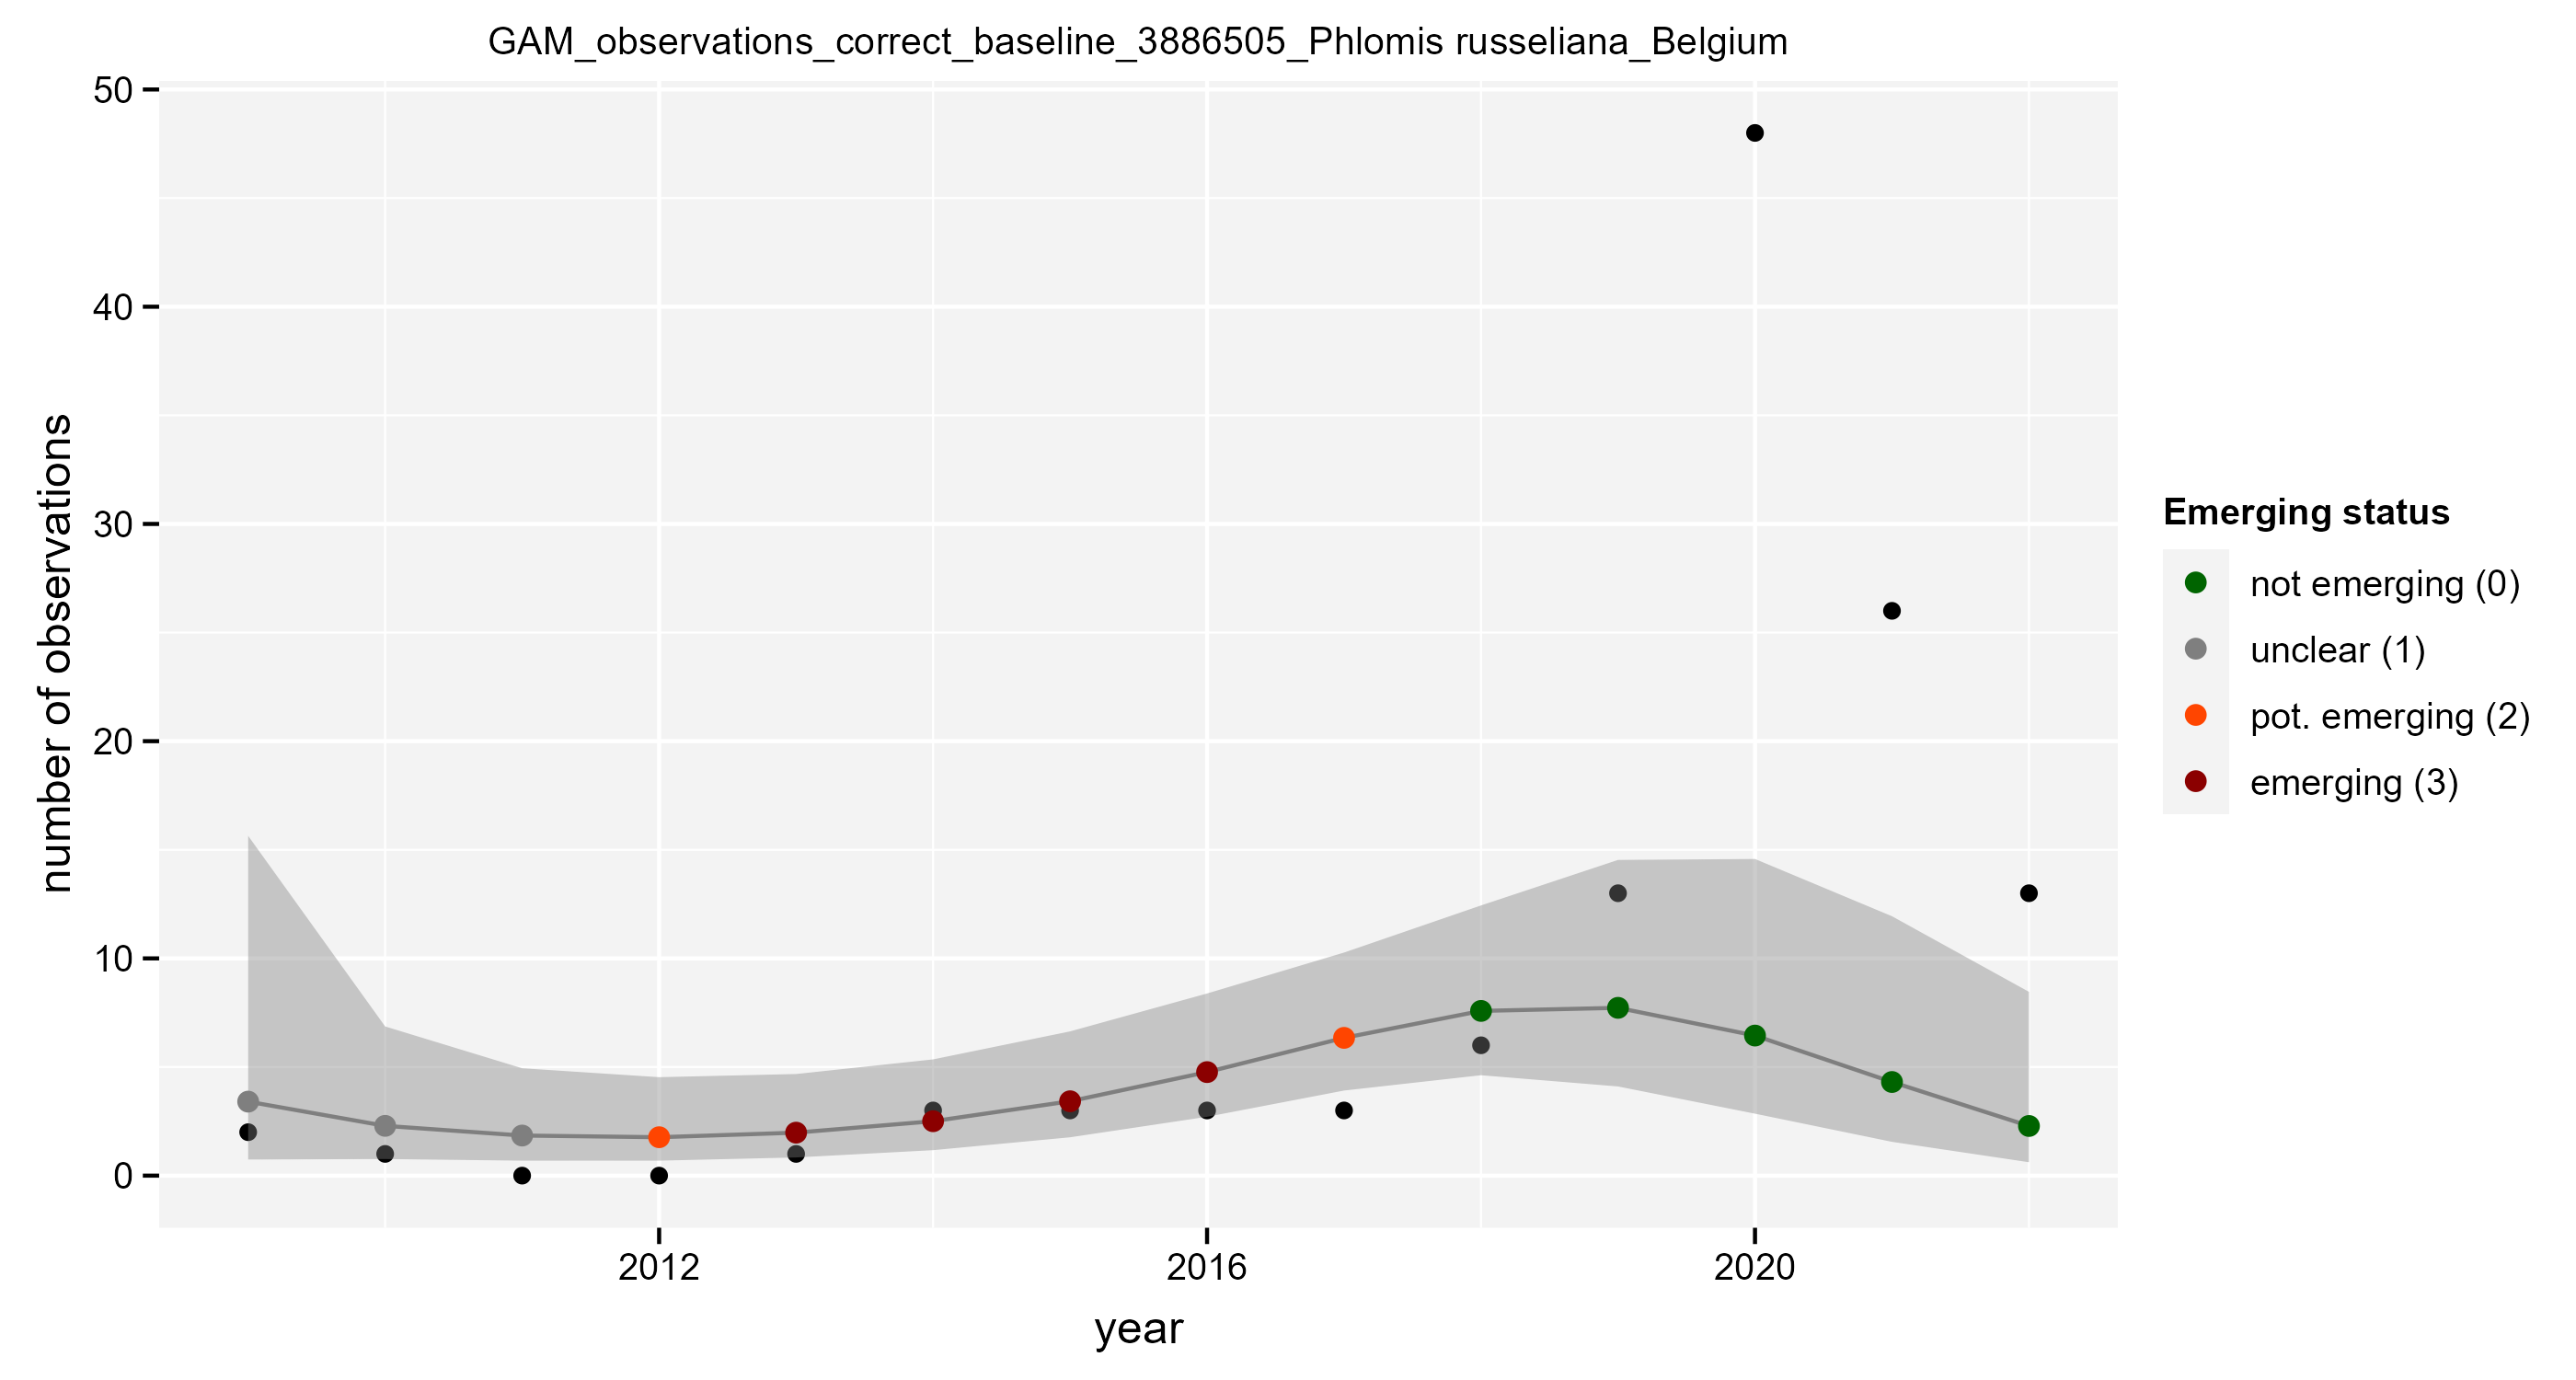 GAM_observations_correct_baseline_3886505_Phlomis russeliana_Belgium
50
40
30
20
10
0
number of observations
2012
2016
2020
year
Emerging status
not emerging (0)
unclear (1)
pot. emerging (2)
emerging (3)